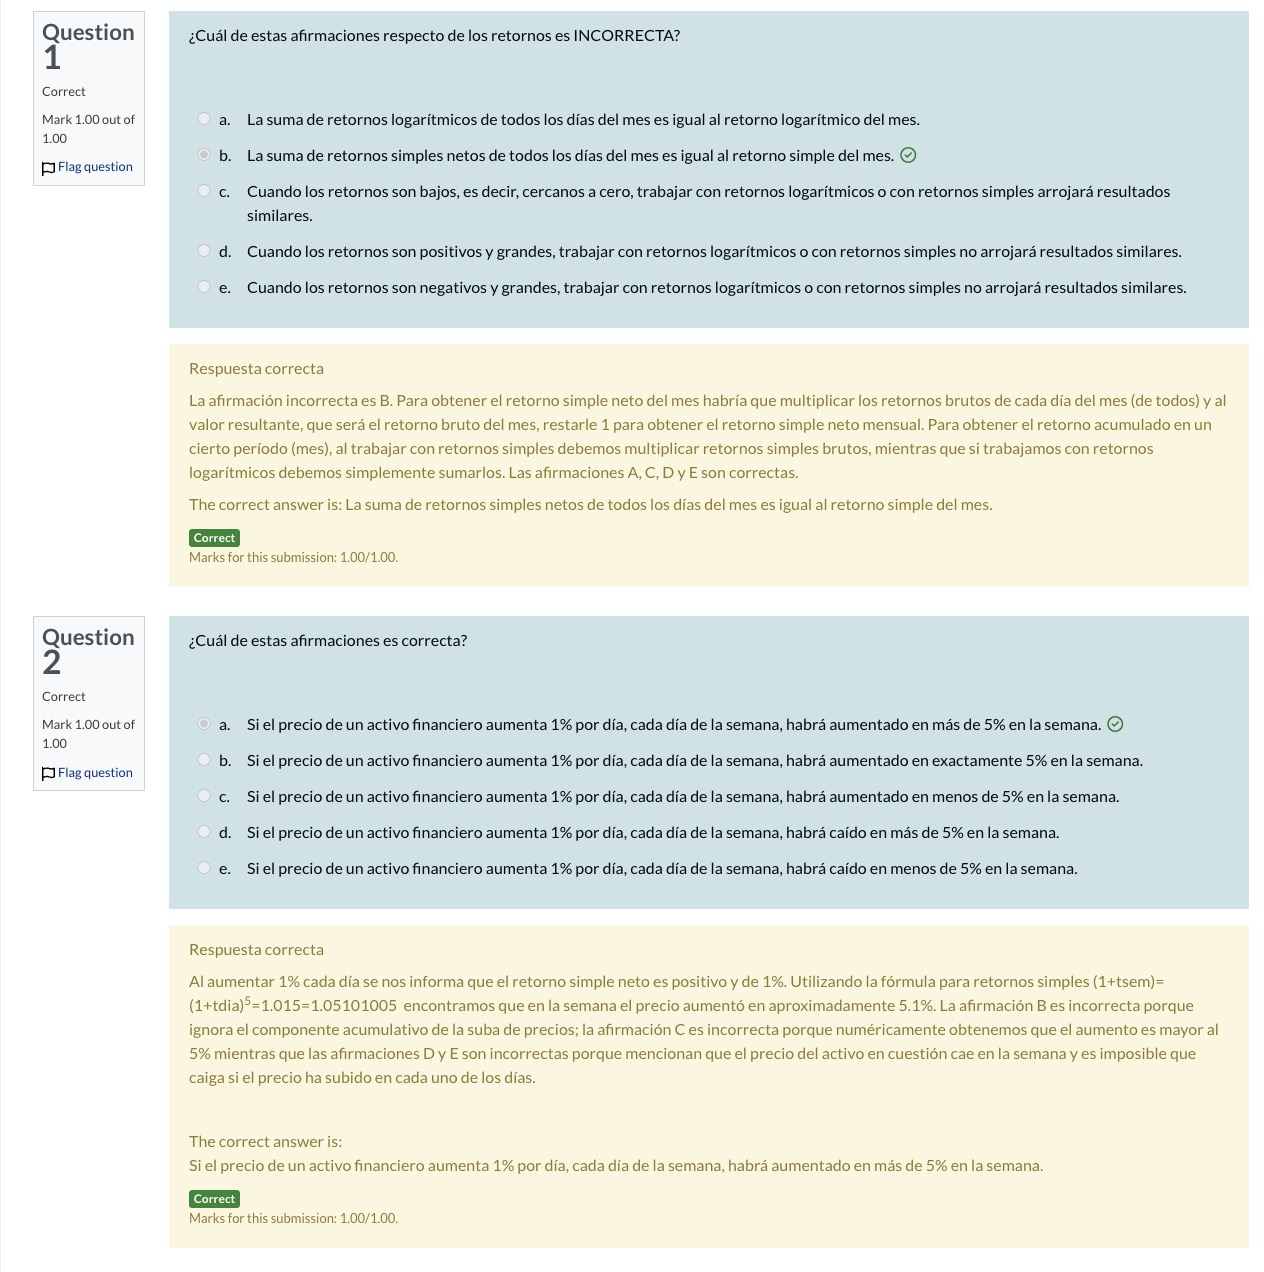 Question
1
Correct
Mark 1.00 out of
1.00
Flag question
¿Cuál de estas afirmaciones respecto de los retornos es INCORRECTA?
a. La suma de retornos logarítmicos de todos los días del mes es igual al retorno logarítmico del mes.
b. La suma de retornos simples netos de todos los días del mes es igual al retorno simple del mes.
c. Cuando los retornos son bajos, es decir, cercanos a cero, trabajar con retornos logarítmicos o con retornos simples arrojará resultados
similares.
d. Cuando los retornos son positivos y grandes, trabajar con retornos logarítmicos o con retornos simples no arrojará resultados similares.
e. Cuando los retornos son negativos y grandes, trabajar con retornos logarítmicos o con retornos simples no arrojará resultados similares.
Respuesta correcta
La afirmación incorrecta es B. Para obtener el retorno simple neto del mes habría que multiplicar los retornos brutos de cada día del mes (de todos) y al
valor resultante, que será el retorno bruto del mes, restarle 1 para obtener el retorno simple neto mensual. Para obtener el retorno acumulado en un
cierto período (mes), al trabajar con retornos simples debemos multiplicar retornos simples brutos, mientras que si trabajamos con retornos
logarítmicos debemos simplemente sumarlos. Las afirmaciones A, C, D y E son correctas.
The correct answer is: La suma de retornos simples netos de todos los días del mes es igual al retorno simple del mes.
Correct
Marks for this submission: 1.00/1.00.
Question
2
Correct
Mark 1.00 out of
1.00
Flag question
¿Cuál de estas afirmaciones es correcta?
a. Si el precio de un activo financiero aumenta 1% por día, cada día de la semana, habrá aumentado en más de 5% en la semana.
b. Si el precio de un activo financiero aumenta 1% por día, cada día de la semana, habrá aumentado en exactamente 5% en la semana.
c. Si el precio de un activo financiero aumenta 1% por día, cada día de la semana, habrá aumentado en menos de 5% en la semana.
d. Si el precio de un activo financiero aumenta 1% por día, cada día de la semana, habrá caído en más de 5% en la semana.
e. Si el precio de un activo financiero aumenta 1% por día, cada día de la semana, habrá caído en menos de 5% en la semana.
Respuesta correcta
Al aumentar 1% cada día se nos informa que el retorno simple neto es positivo y de 1%. Utilizando la fórmula para retornos simples (1+tsem)=
(1+tdia)⁵=1.015=1.05101005 encontramos que en la semana el precio aumentó en aproximadamente 5.1%. La afirmación B es incorrecta porque
ignora el componente acumulativo de la suba de precios; la afirmación C es incorrecta porque numéricamente obtenemos que el aumento es mayor al
5% mientras que las afirmaciones D y E son incorrectas porque mencionan que el precio del activo en cuestión cae en la semana y es imposible que
caiga si el precio ha subido en cada uno de los días.
The correct answer is:
Si el precio de un activo financiero aumenta 1% por día, cada día de la semana, habrá aumentado en más de 5% en la semana.
Correct
Marks for this submission: 1.00/1.00.